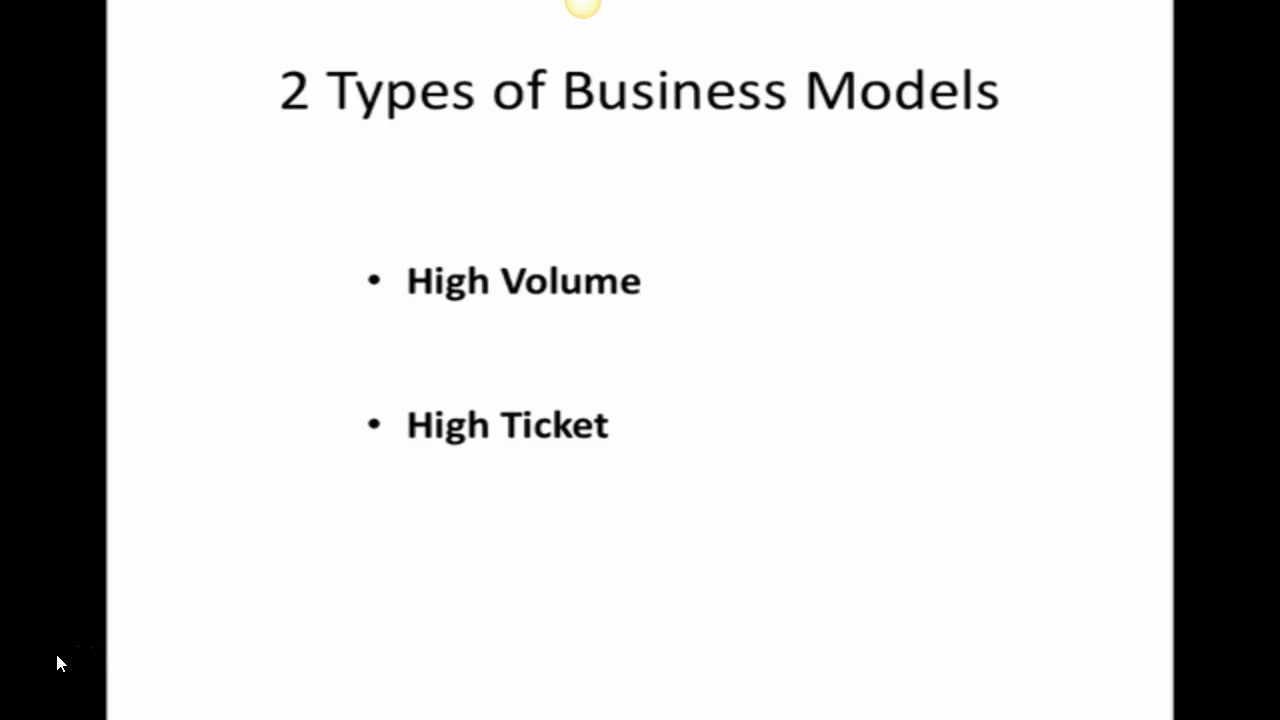 2 Types of Business Models
• High Volume
• High Ticket